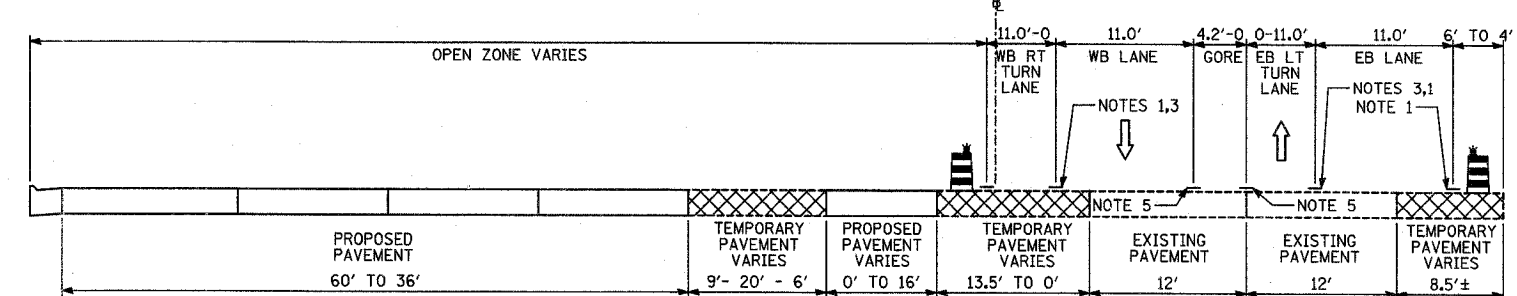 ℄
11.0'-0
11.0'
4.2'-0
0-11.0'
11.0'
6' TO 4'
OPEN ZONE VARIES
WB RT
TURN
LANE
WB LANE
GORE
EB LT
TURN
LANE
EB LANE
NOTES 1,3
NOTES 3,1
NOTE 1
NOTE 5
NOTE 5
PROPOSED
PAVEMENT
60' TO 36'
TEMPORARY
PAVEMENT
VARIES
9'- 20' - 6'
PROPOSED
PAVEMENT
VARIES
0' TO 16'
TEMPORARY
PAVEMENT
VARIES
13.5' TO 0'
EXISTING
PAVEMENT
12'
EXISTING
PAVEMENT
12'
TEMPORARY
PAVEMENT
VARIES
8.5'±